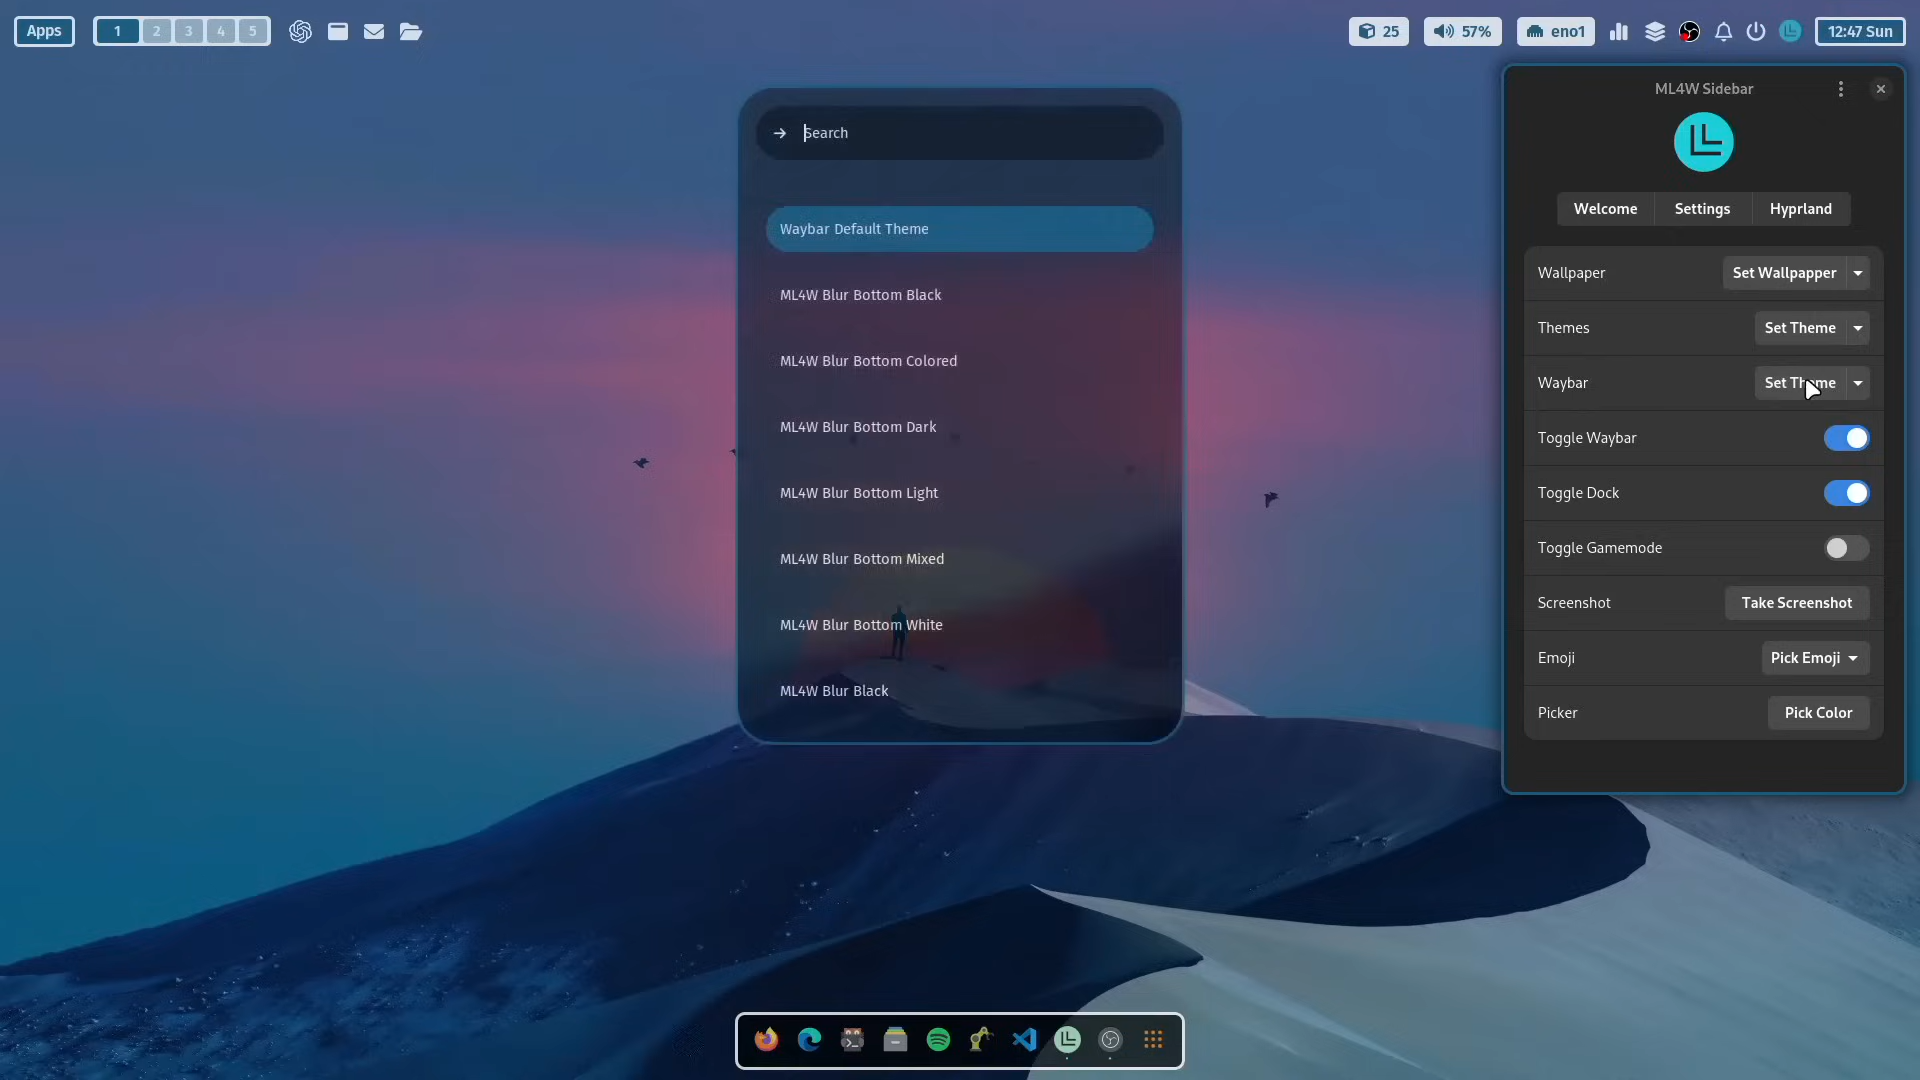 Apps
1 2 3 4 5
25
57%
eno1
12:47 Sun
Search
Waybar Default Theme
ML4W Blur Bottom Black
ML4W Blur Bottom Colored
ML4W Blur Bottom Dark
ML4W Blur Bottom Light
ML4W Blur Bottom Mixed
ML4W Blur Bottom White
ML4W Blur Black
ML4W Sidebar
Welcome
Settings
Hyprland
Wallpaper
Set Wallpapper
Themes
Set Theme
Waybar
Set Theme
Toggle Waybar
Toggle Dock
Toggle Gamemode
Screenshot
Take Screenshot
Emoji
Pick Emoji
Picker
Pick Color